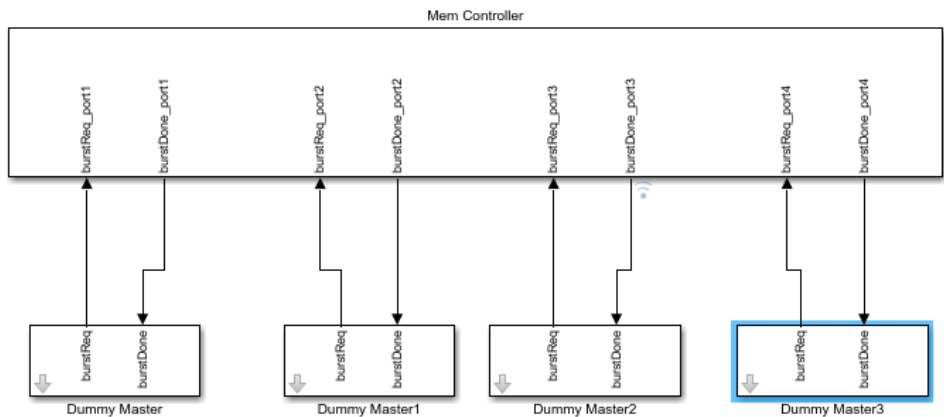 Mem Controller
burstReq_port1
burstDone_port1
burstReq_port2
burstDone_port2
burstReq_port3
burstDone_port3
burstReq_port4
burstDone_port4
burstReq
burstDone
burstReq
burstDone
burstReq
burstDone
burstReq
burstDone
Dummy Master
Dummy Master1
Dummy Master2
Dummy Master3